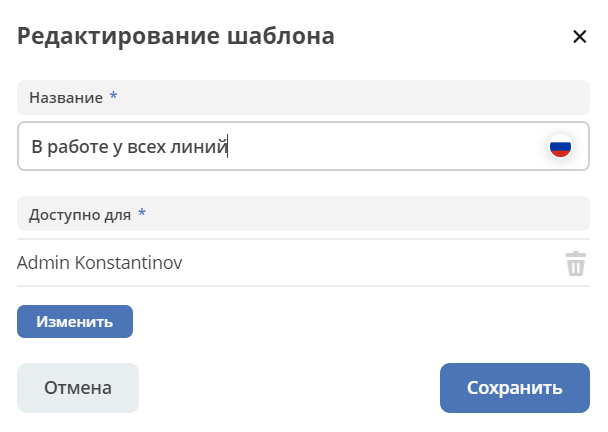 Редактирование шаблона
Название *
В работе у всех линий
Доступно для *
Admin Konstantinov
Изменить
Отмена
Сохранить